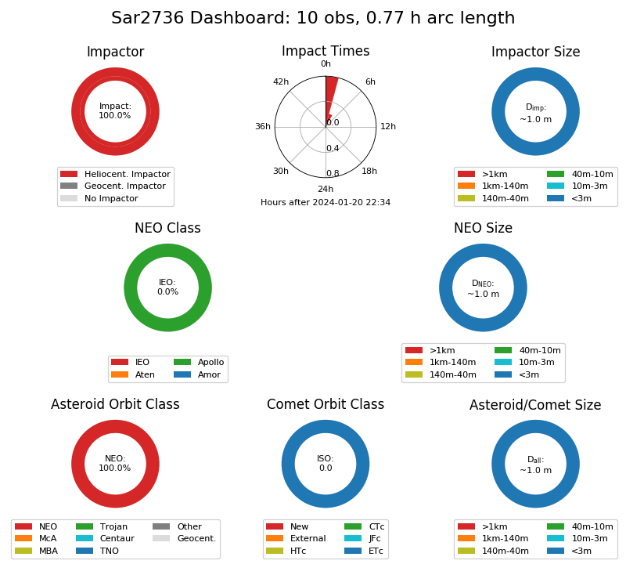 Sar2736 Dashboard: 10 obs, 0.77 h arc length
Impactor
Impact:
100.0%
Heliocent. Impactor
Geocent. Impactor
No Impactor
Impact Times
0h
6h
12h
18h
24h
30h
36h
42h
0.0
0.4
0.8
Hours after 2024-01-20 22:34
Impactor Size
Dimp:
~1.0 m
>1km
1km-140m
140m-40m
40m-10m
10m-3m
<3m
NEO Class
IEO:
0.0%
IEO
Aten
Apollo
Amor
NEO Size
DNEO:
~1.0 m
>1km
1km-140m
140m-40m
40m-10m
10m-3m
<3m
Asteroid Orbit Class
NEO:
100.0%
NEO
McA
MBA
Trojan
Centaur
TNO
Other
Geocent.
Comet Orbit Class
ISO:
0.0
New
External
HTc
CTc
JFc
ETc
Asteroid/Comet Size
Dall:
~1.0 m
>1km
1km-140m
140m-40m
40m-10m
10m-3m
<3m